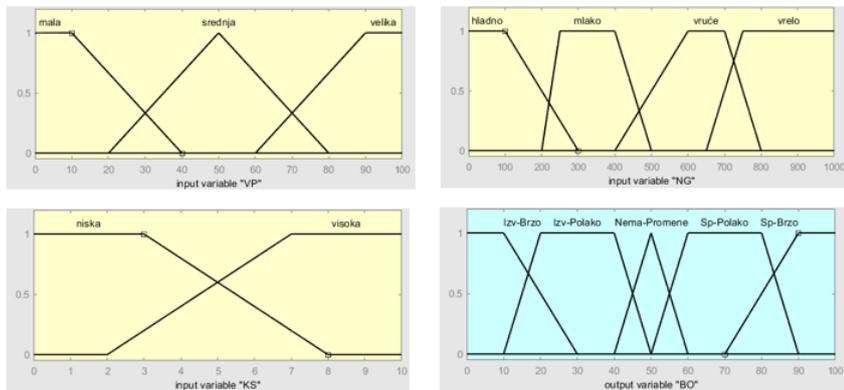 mala srednja velika
1
0.5
0
0 10 20 30 40 50 60 70 80 90 100
input variable "VP"
hladno mlako vruće vrelo
1
0.5
0
0 100 200 300 400 500 600 700 800 900 1000
input variable "NG"
niska visoka
1
0.5
0
0 1 2 3 4 5 6 7 8 9 10
input variable "KS"
Izv-Brzo Izv-Polako Nema-Promene Sp-Polako Sp-Brzo
1
0.5
0
0 10 20 30 40 50 60 70 80 90 100
output variable "BO"